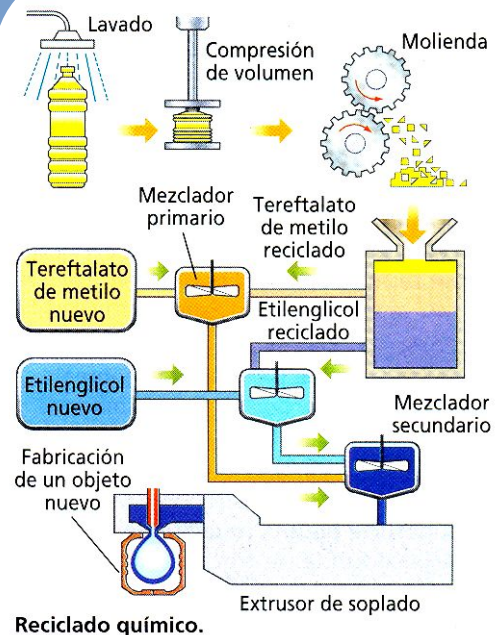 Lavado
Compresión
de volumen
Molienda
Mezclador
primario
Tereftalato
de metilo
reciclado
Tereftalato
de metilo
nuevo
Etilenglicol
reciclado
Etilenglicol
nuevo
Mezclador
secundario
Fabricación
de un objeto
nuevo
Extrusor de soplado
Reciclado químico.